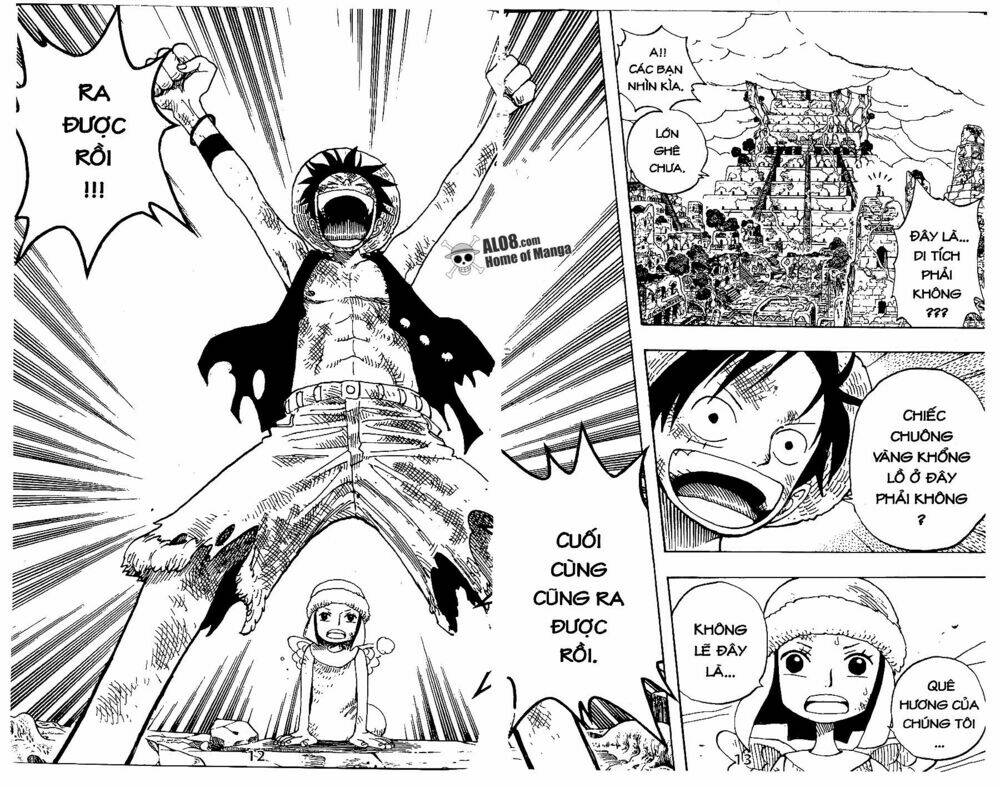 RA
ĐƯỢC
RỒI
!!!
AL08.com
Home of Manga
CUỐI
CÙNG
CŨNG RA
ĐƯỢC
RỒI.
12
A!!
CÁC BẠN
NHÌN KÌA.
LỚN
GHÊ
CHƯA.
ĐÂY LÀ...
DI TÍCH
PHẢI
KHÔNG
???
CHIẾC
CHUÔNG
VÀNG KHỔNG
LỒ Ở ĐÂY
PHẢI KHÔNG
?
KHÔNG
LẼ ĐÂY
LÀ...
QUÊ
HƯƠNG CỦA
CHÚNG TÔI
...
13